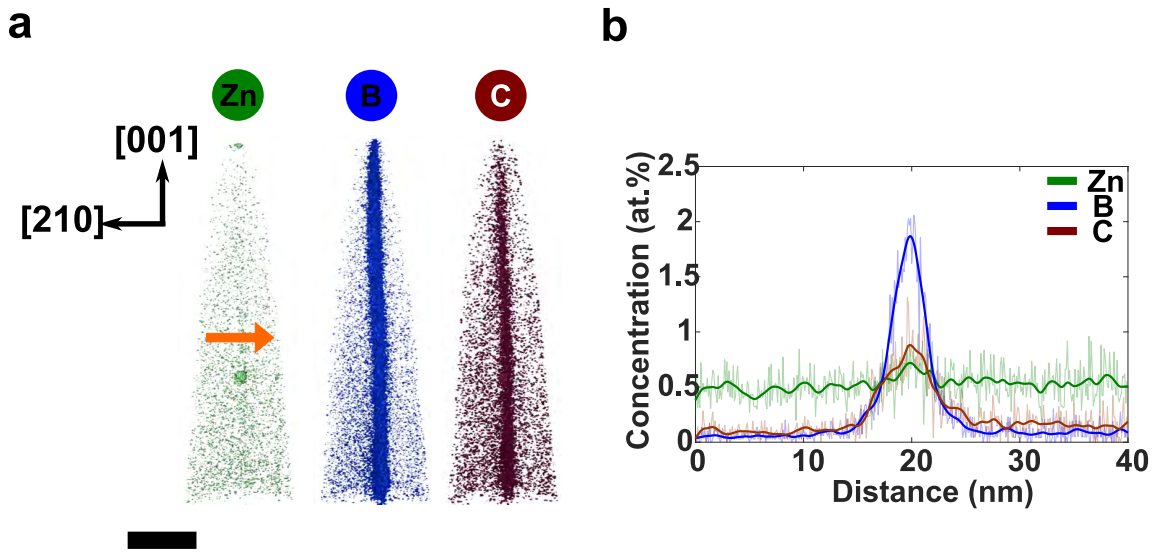 a
Zn B C
[001]
[210]
b
2.5
2
1.5
1
0.5
0
Concentration (at.%)
0 10 20 30 40
Distance (nm)
Zn
B
C